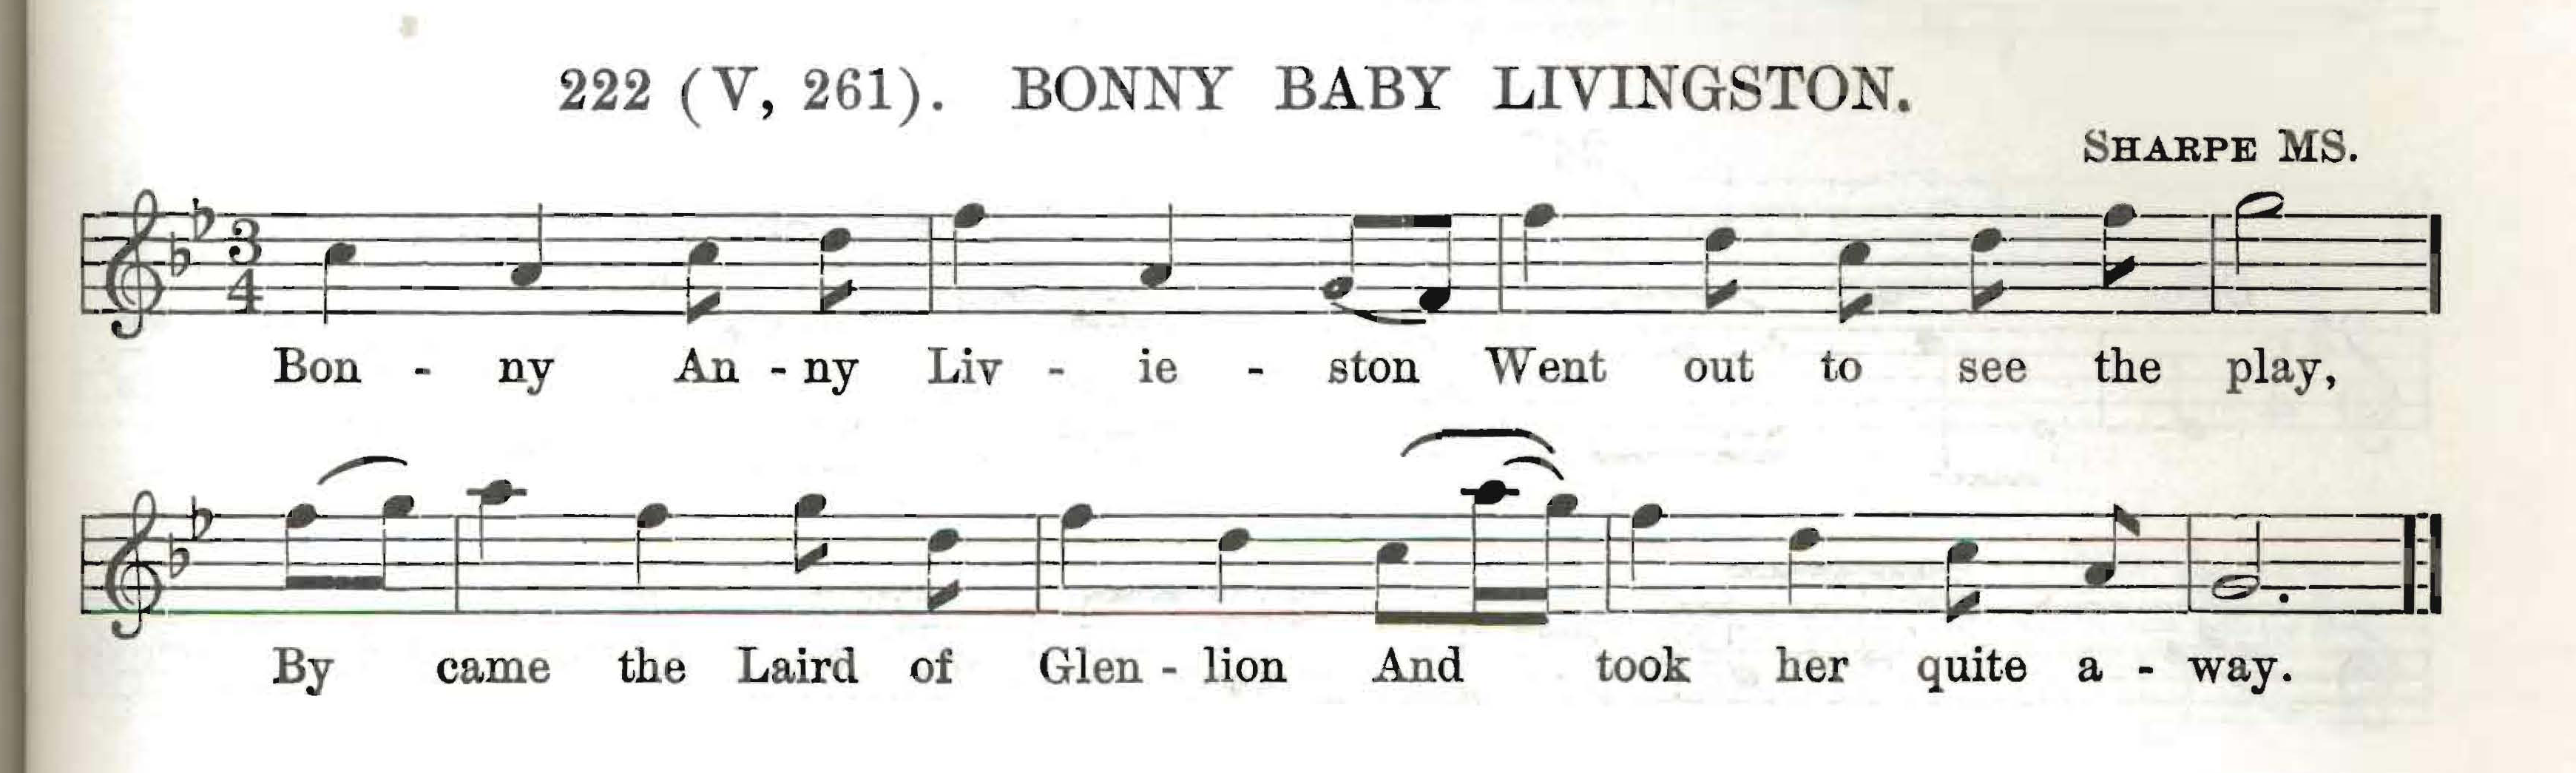 222 (V, 261). BONNY BABY LIVINGSTON.
SHARPE MS.
3
4
Bon - ny An - ny Liv - ie - ston Went out to see the play,
By came the Laird of Glen - lion And took her quite a - way.